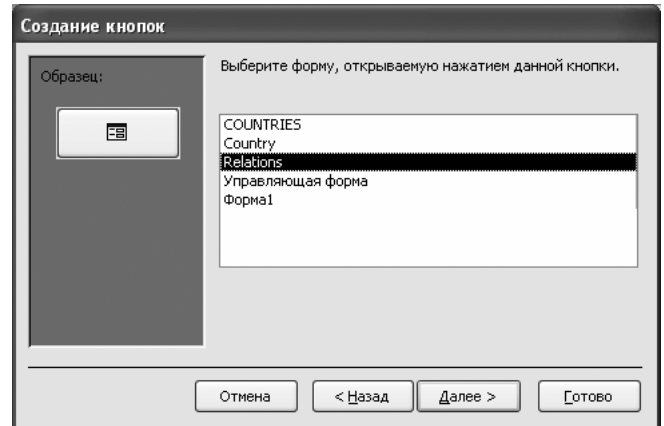 Создание кнопок
Образец:
Выберите форму, открываемую нажатием данной кнопки.
COUNTRIES
Country
Relations
Управляющая форма
Форма1
Отмена
< Назад
Далее >
Готово